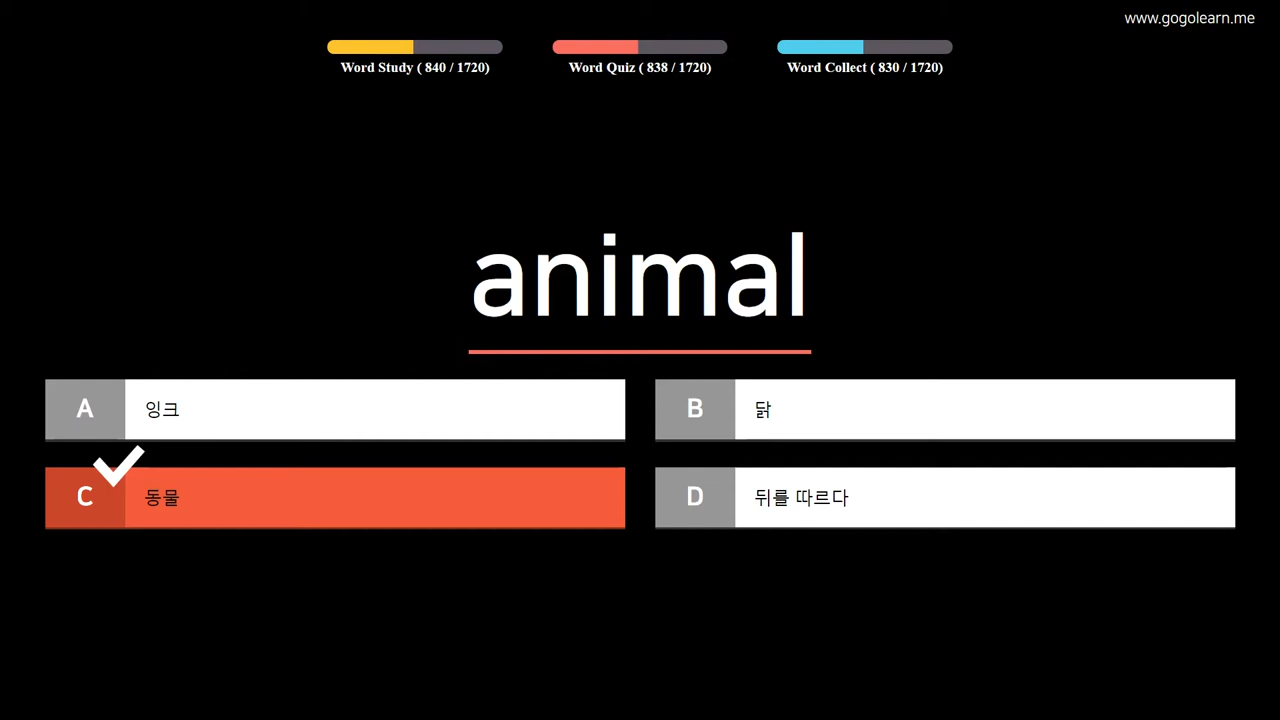 www.gogolearn.me
Word Study ( 840 / 1720)
Word Quiz ( 838 / 1720)
Word Collect ( 830 / 1720)
animal
A 잉크
B 닭
C 동물
D 뒤를 따르다